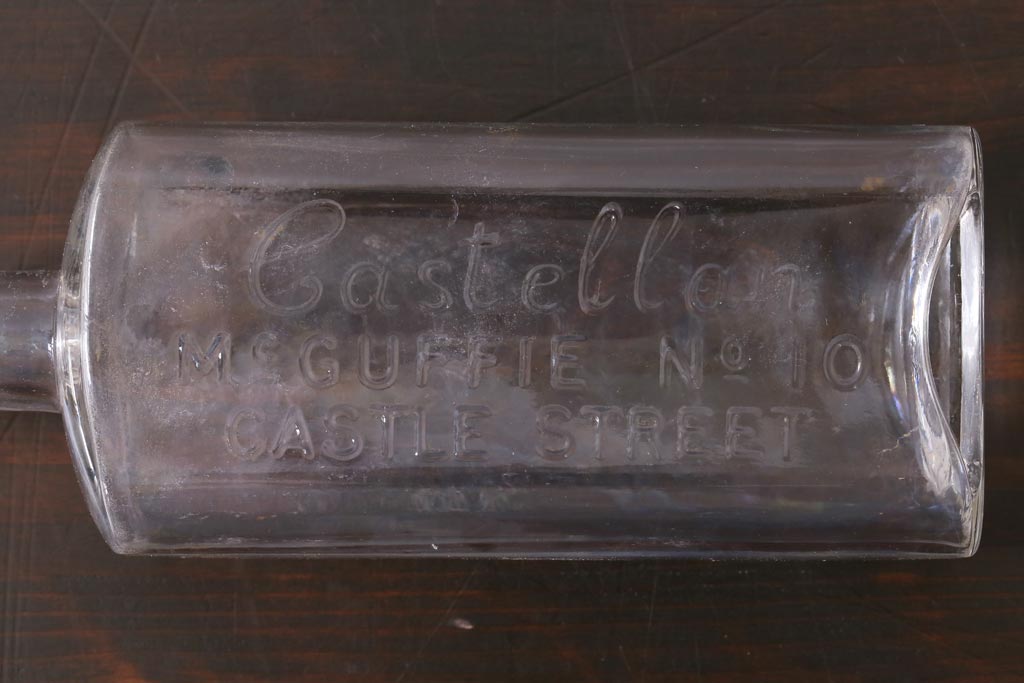 Castellan
McGUFFIE No 10
CASTLE STREET